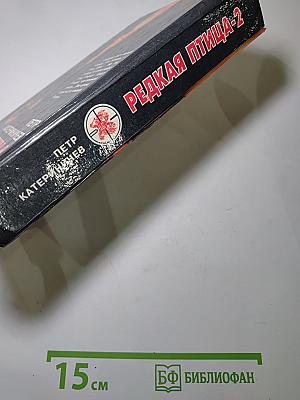 ПЕТР
КАТЕРИНИЧЕВ
РЕДКАЯ ПТИЦА-2
15 см
БФ БИБЛИОФАН